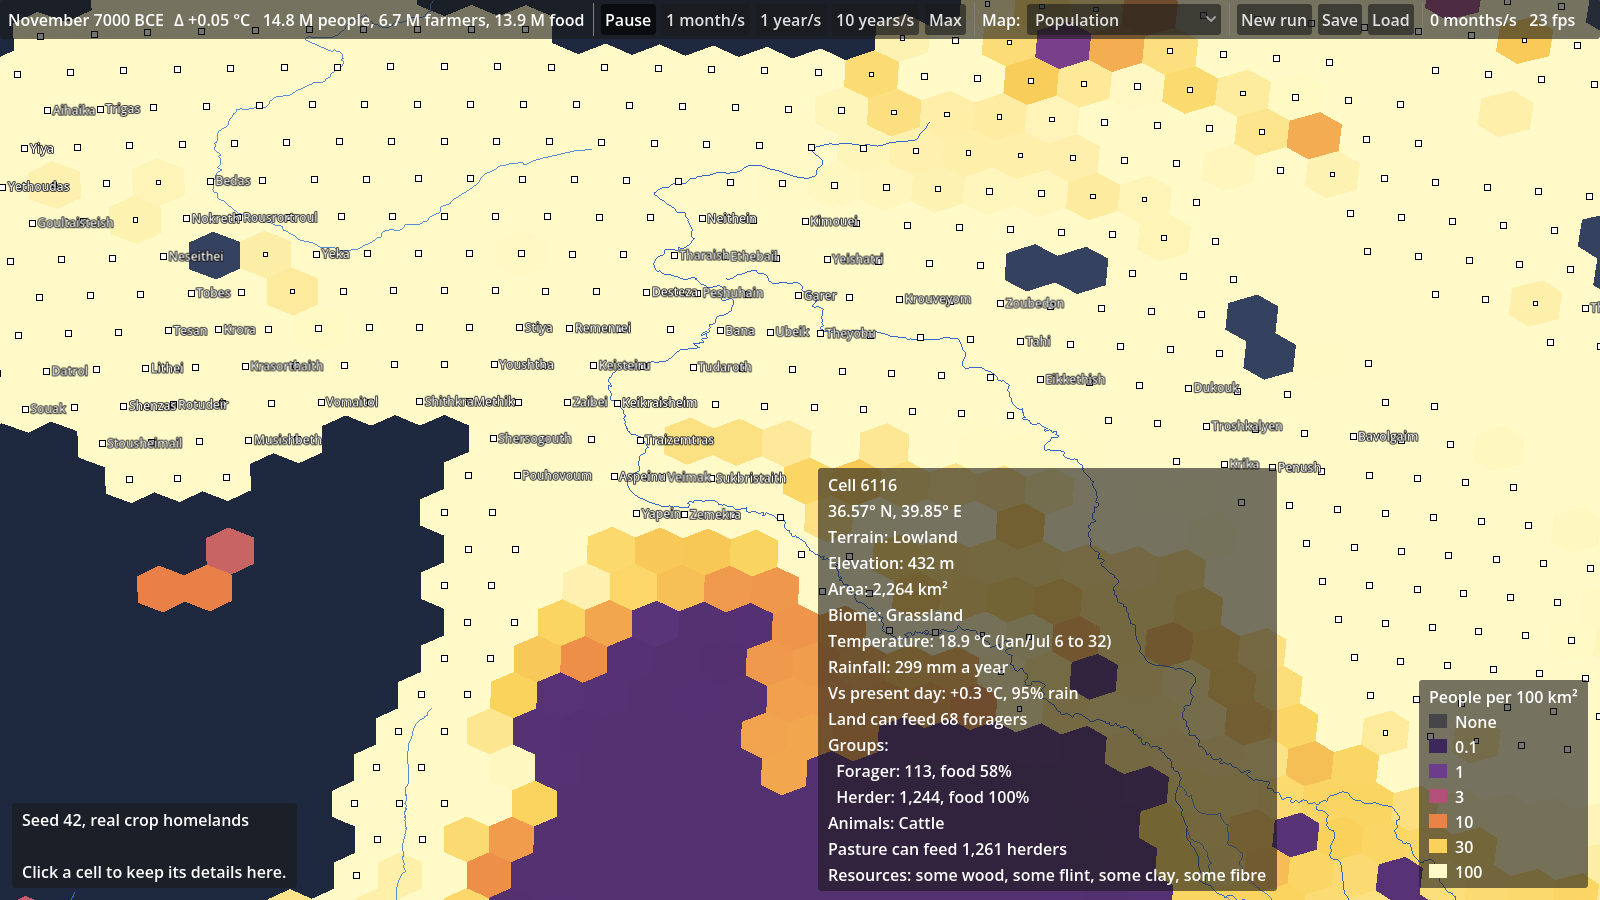 November 7000 BCE Δ +0.05 °C 14.8 M people, 6.7 M farmers, 13.9 M food Pause 1 month/s 1 year/s 10 years/s Max Map: Population New run Save Load 0 months/s 23 fps
Aihaika Trigas
Yiya
Yethoudas Bedas
Goultaisteish Nokreth Rousrortroul Neithein Kimouei
Neseithei Yeka Tharaish Ethebail Yeishatri
Tobes Desteza Peshuhain Garer Krouveyom Zoubedon
Tesan Krora Stiya Remenrei Bana Ubeik Theyobu Tahi
Datrol Lithei Krasorthaith Youshtha Keisteiru Tudaroth Eikkethish Dukouk
Souak Shenzas Rotudeir Vomaitol Shithkra Methik Zaibei Keikraisheim
Stousheimail Musishbeth Shersogouth Traizemtras Troshkalyen Bavolgaim
Pouhovoum Aspeinu Veimak Sukbristaith Krika Penush
Yapein Zemekra
Cell 6116
36.57° N, 39.85° E
Terrain: Lowland
Elevation: 432 m
Area: 2,264 km²
Biome: Grassland
Temperature: 18.9 °C (Jan/Jul 6 to 32)
Rainfall: 299 mm a year
Vs present day: +0.3 °C, 95% rain
Land can feed 68 foragers
Groups:
Forager: 113, food 58%
Herder: 1,244, food 100%
Animals: Cattle
Pasture can feed 1,261 herders
Resources: some wood, some flint, some clay, some fibre
People per 100 km²
None
0.1
1
3
10
30
100
Seed 42, real crop homelands
Click a cell to keep its details here.